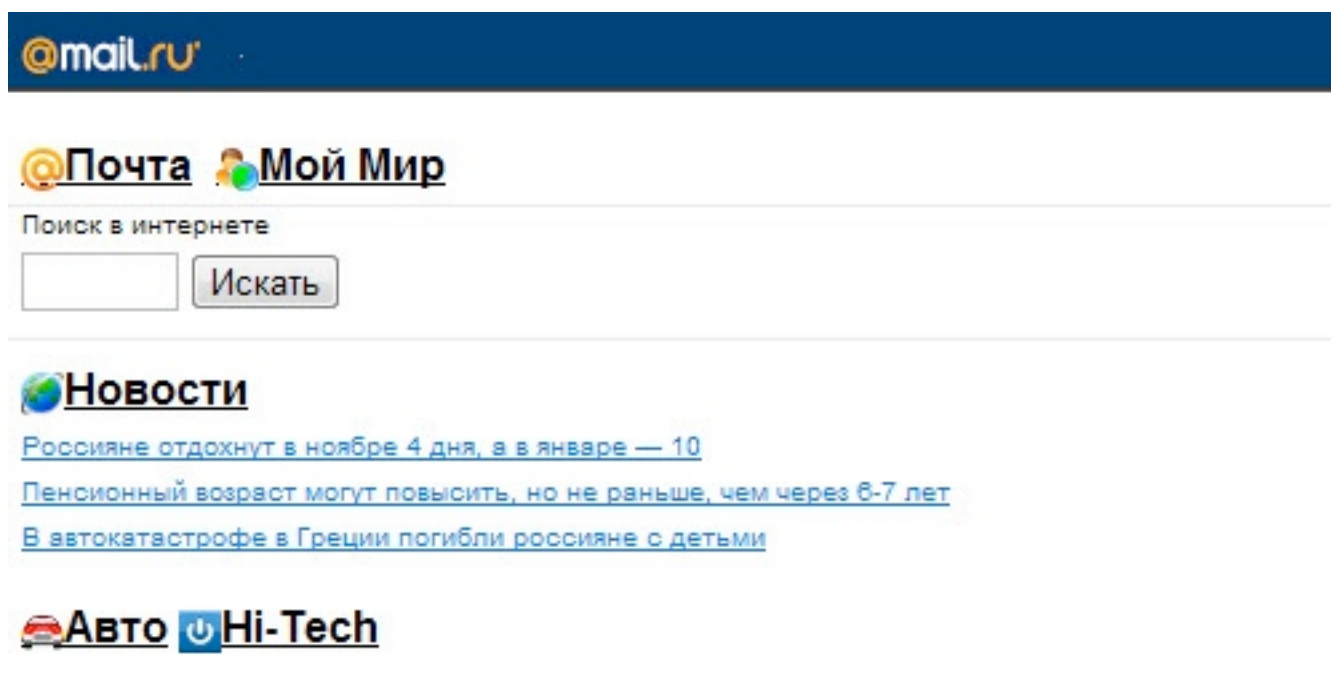 @mail.ru
@Почта Мой Мир
Поиск в интернете
Искать
Новости
Россияне отдохнут в ноябре 4 дня, а в январе — 10
Пенсионный возраст могут повысить, но не раньше, чем через 6-7 лет
В автокатастрофе в Греции погибли россияне с детьми
Авто Hi-Tech